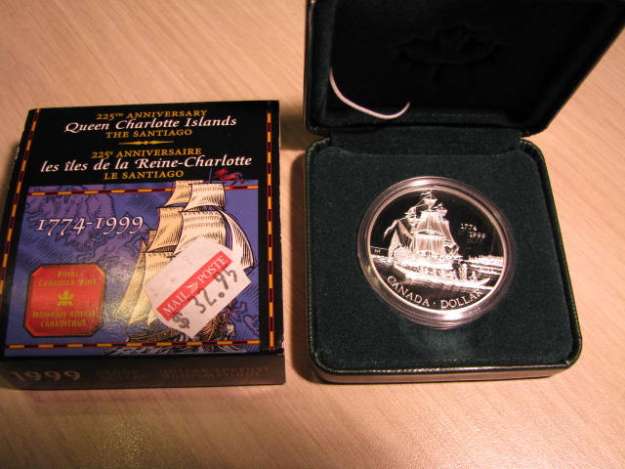 225TH ANNIVERSARY
Queen Charlotte Islands
THE SANTIAGO
225E ANNIVERSAIRE
les îles de la Reine-Charlotte
LE SANTIAGO
1774-1999
ROYAL
CANADIAN MINT
MONNAIE ROYALE
CANADIENNE
MAIL POSTE
$ 32.95
1999
1774
1999
CANADA · DOLLAR